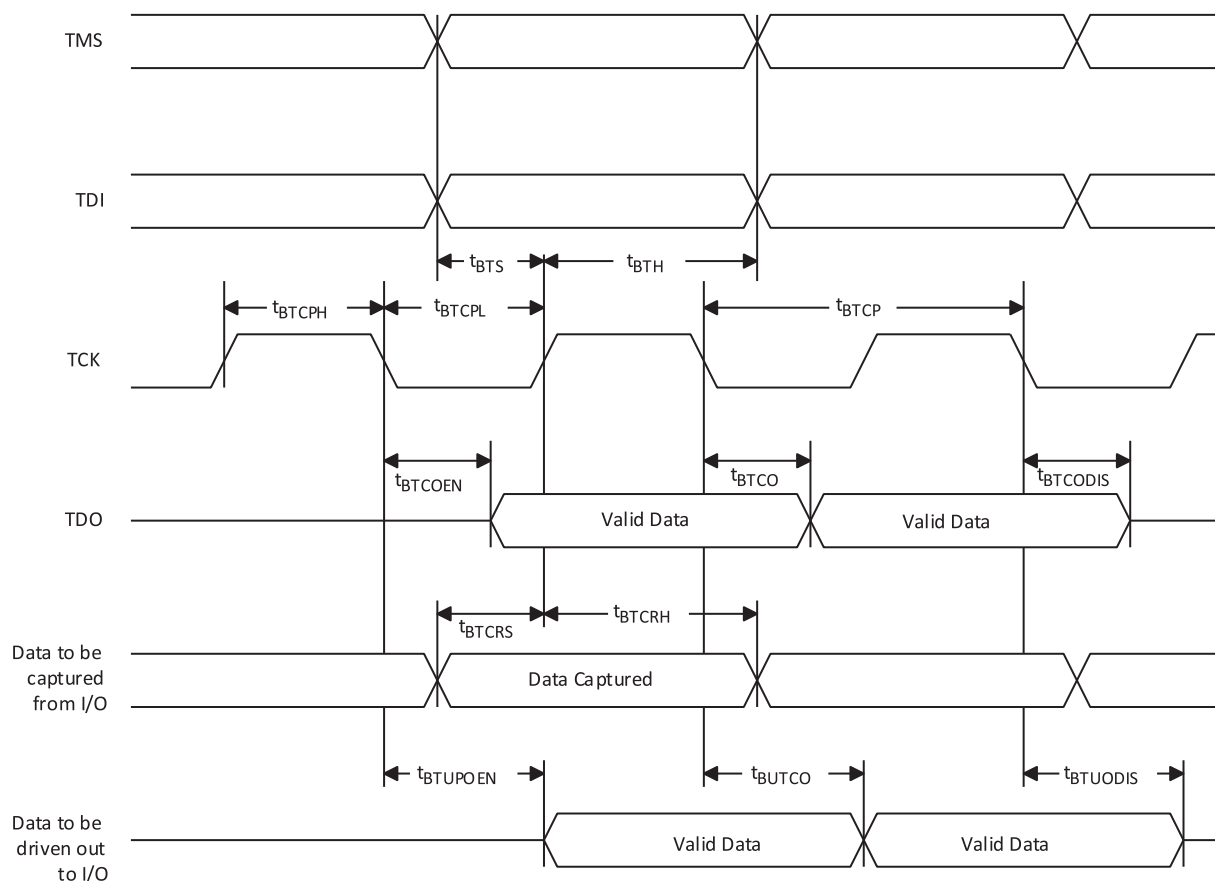 TMS
TDI
tBTS
tBTH
tBTCPH
tBTCPL
tBTCP
TCK
tBTCOEN
tBTCO
tBTCODIS
TDO
Valid Data
Valid Data
tBTCRS
tBTCRH
Data to be
captured
from I/O
Data Captured
tBTUPOEN
tBUTCO
tBTUODIS
Data to be
driven out
to I/O
Valid Data
Valid Data